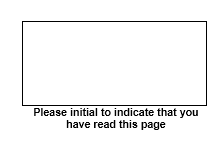 Please initial to indicate that you
have read this page